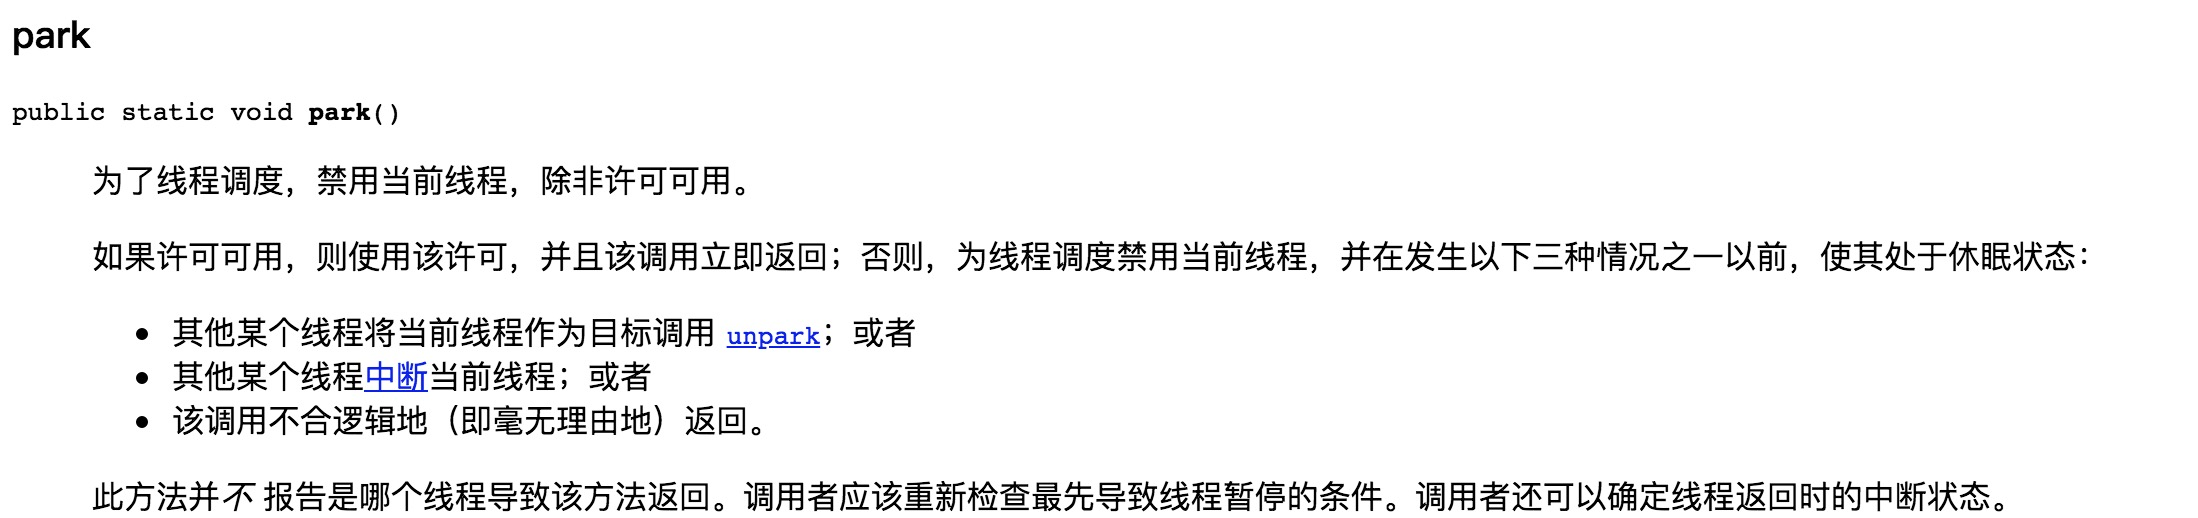 park
public static void park()
为了线程调度，禁用当前线程，除非许可可用。
如果许可可用，则使用该许可，并且该调用立即返回；否则，为线程调度禁用当前线程，并在发生以下三种情况之一以前，使其处于休眠状态：
• 其他某个线程将当前线程作为目标调用 unpark；或者
• 其他某个线程中断当前线程；或者
• 该调用不合逻辑地（即毫无理由地）返回。
此方法并不 报告是哪个线程导致该方法返回。调用者应该重新检查最先导致线程暂停的条件。调用者还可以确定线程返回时的中断状态。